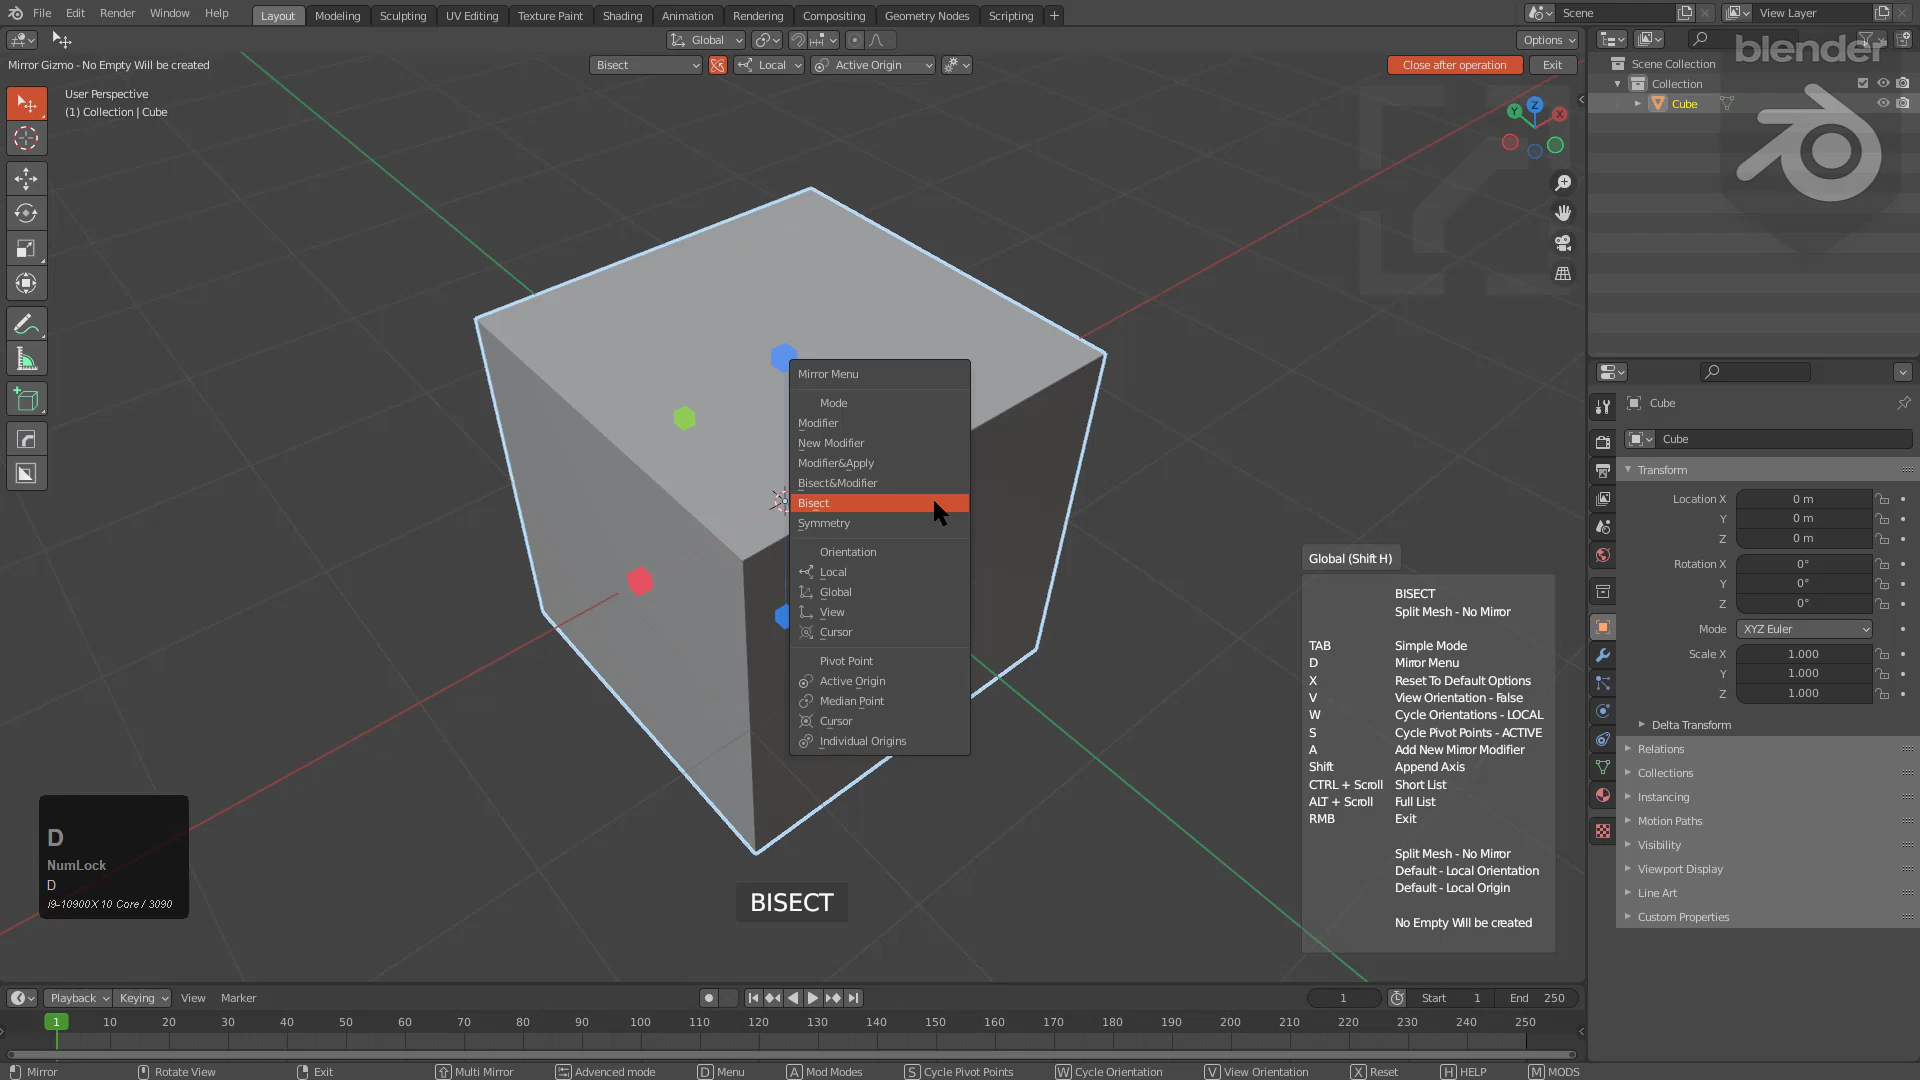 File Edit Render Window Help
Layout Modeling Sculpting UV Editing Texture Paint Shading Animation Rendering Compositing Geometry Nodes Scripting +
Scene
View Layer
Global
Options
blender
Mirror Gizmo - No Empty Will be created
Bisect
Local
Active Origin
Close after operation
Exit
Scene Collection
Collection
Cube
User Perspective
(1) Collection | Cube
Z
Y
X
Mirror Menu
Mode
Modifier
New Modifier
Modifier&Apply
Bisect&Modifier
Bisect
Symmetry
Orientation
Local
Global
View
Cursor
Pivot Point
Active Origin
Median Point
Cursor
Individual Origins
Global (Shift H)
BISECT
Split Mesh - No Mirror
TAB Simple Mode
D Mirror Menu
X Reset To Default Options
V View Orientation - False
W Cycle Orientations - LOCAL
S Cycle Pivot Points - ACTIVE
A Add New Mirror Modifier
Shift Append Axis
CTRL + Scroll Short List
ALT + Scroll Full List
RMB Exit
Split Mesh - No Mirror
Default - Local Orientation
Default - Local Origin
No Empty Will be created
Cube
Cube
Transform
Location X 0 m
Y 0 m
Z 0 m
Rotation X 0°
Y 0°
Z 0°
Mode XYZ Euler
Scale X 1.000
Y 1.000
Z 1.000
Delta Transform
Relations
Collections
Instancing
Motion Paths
Visibility
Viewport Display
Line Art
Custom Properties
D
NumLock
D
i9-10900X 10 Core / 3090
BISECT
Playback Keying View Marker
1 Start 1 End 250
1 10 20 30 40 50 60 70 80 90 100 110 120 130 140 150 160 170 180 190 200 210 220 230 240 250
Mirror Rotate View Exit Multi Mirror Advanced mode D Menu A Mod Modes S Cycle Pivot Points W Cycle Orientation V View Orientation X Reset H HELP M MODS